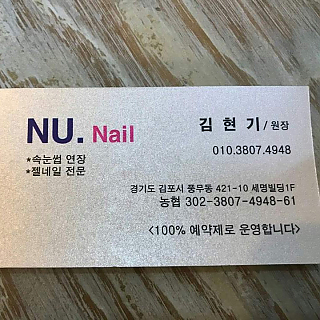 NU. Nail
*속눈썹 연장
*젤네일 전문
김현기/원장
010.3807.4948
경기도 김포시 풍무동 421-10 세명빌딩1F
농협 302-3807-4948-61
<100% 예약제로 운영합니다>